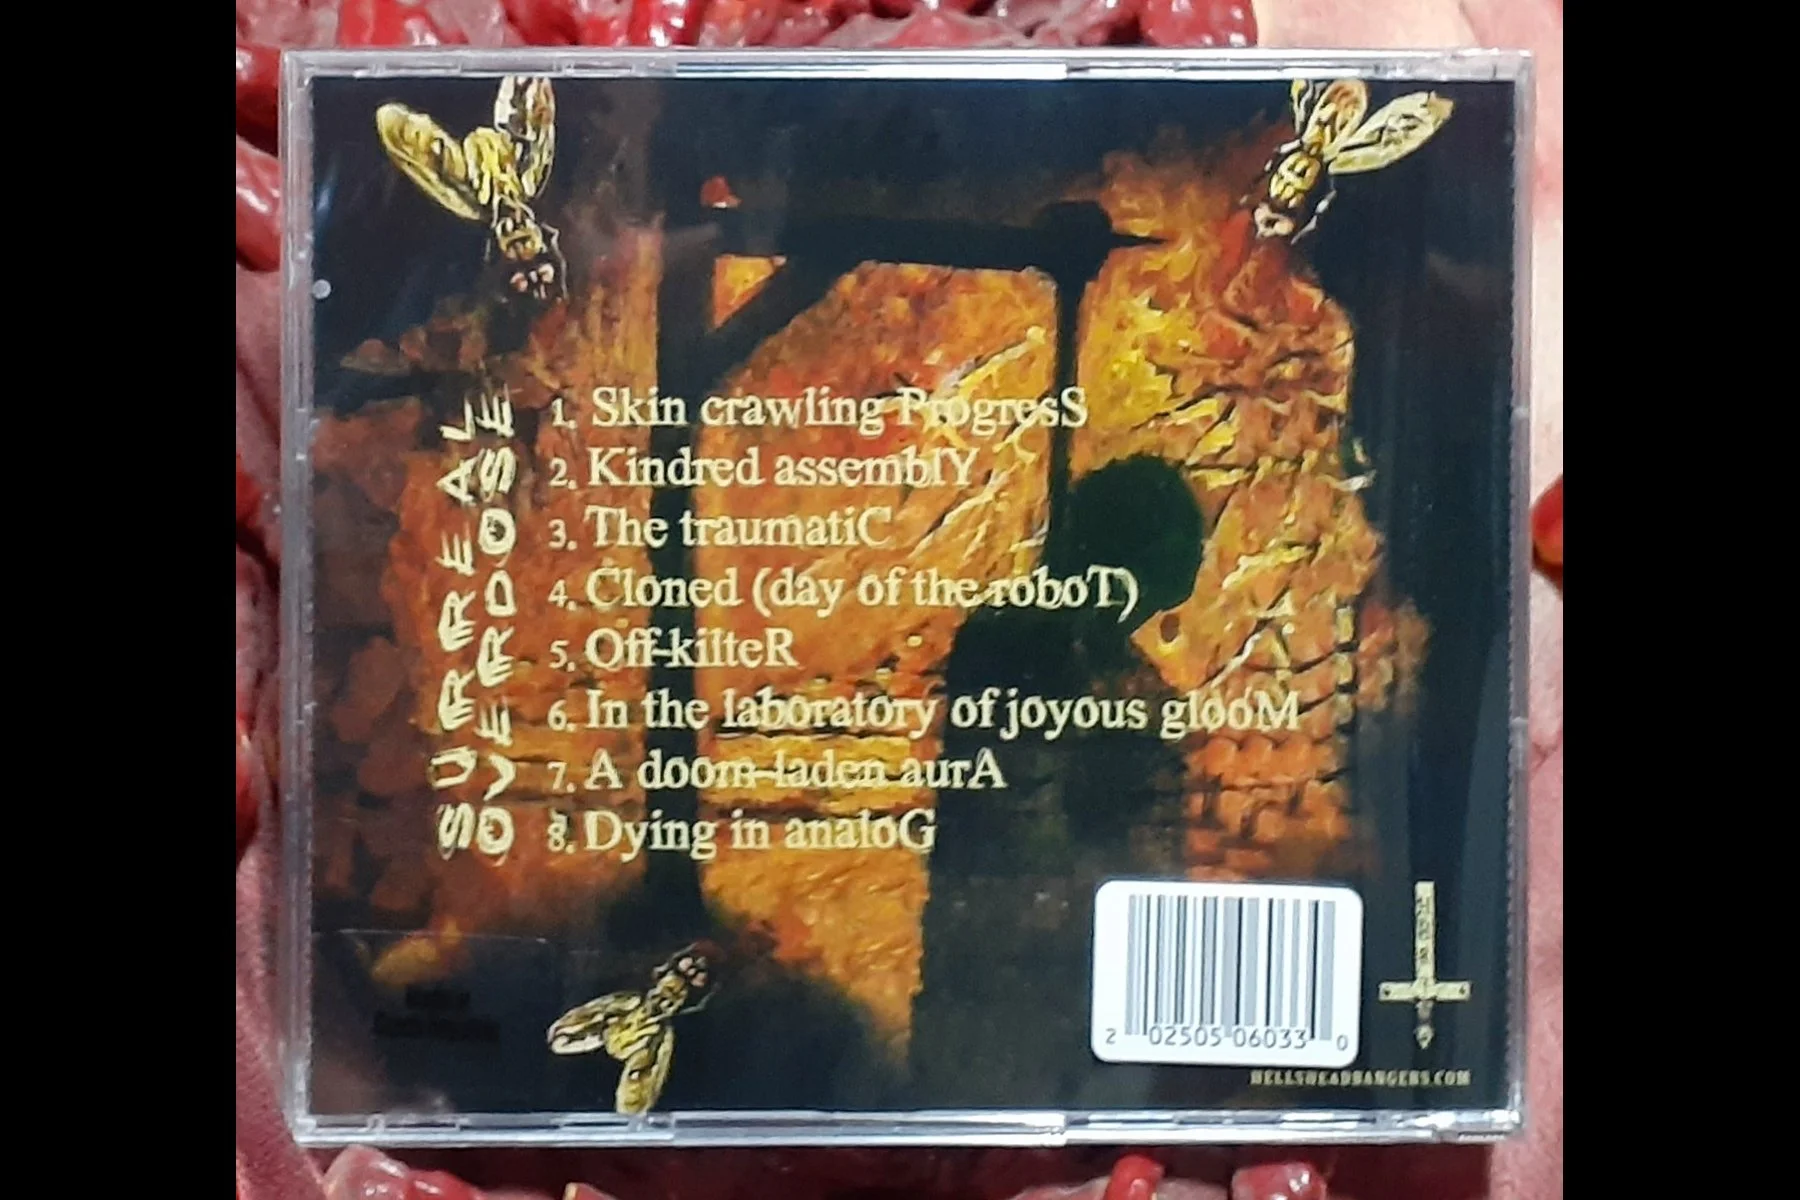 SURREAL
OVERDOSE
1. Skin crawling ProgresS
2. Kindred assemblY
3. The traumatiC
4. Cloned (day of the roboT)
5. Off-kilteR
6. In the laboratory of joyous glooM
7. A doom-laden aurA
8. Dying in analoG
2 02505 06033 0
HELLSHEADBANGERS.COM